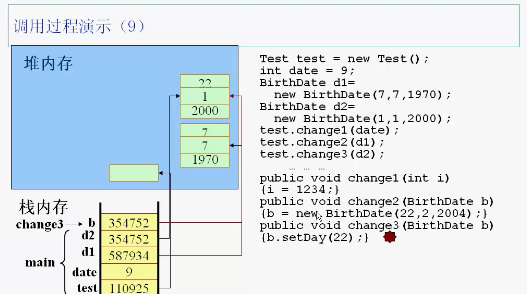 调用过程演示（9）
堆内存
22
1
2000
7
7
1970
栈内存
change3
b
354752
d2
354752
d1
587934
main
date
9
test
110925
Test test = new Test();
int date = 9;
BirthDate d1=
new BirthDate(7,7,1970);
BirthDate d2=
new BirthDate(1,1,2000);
test.change1(date);
test.change2(d1);
test.change3(d2);
… … …
public void change1(int i)
{i = 1234;}
public void change2(BirthDate b)
{b = new BirthDate(22,2,2004);}
public void change3(BirthDate b)
{b.setDay(22);}